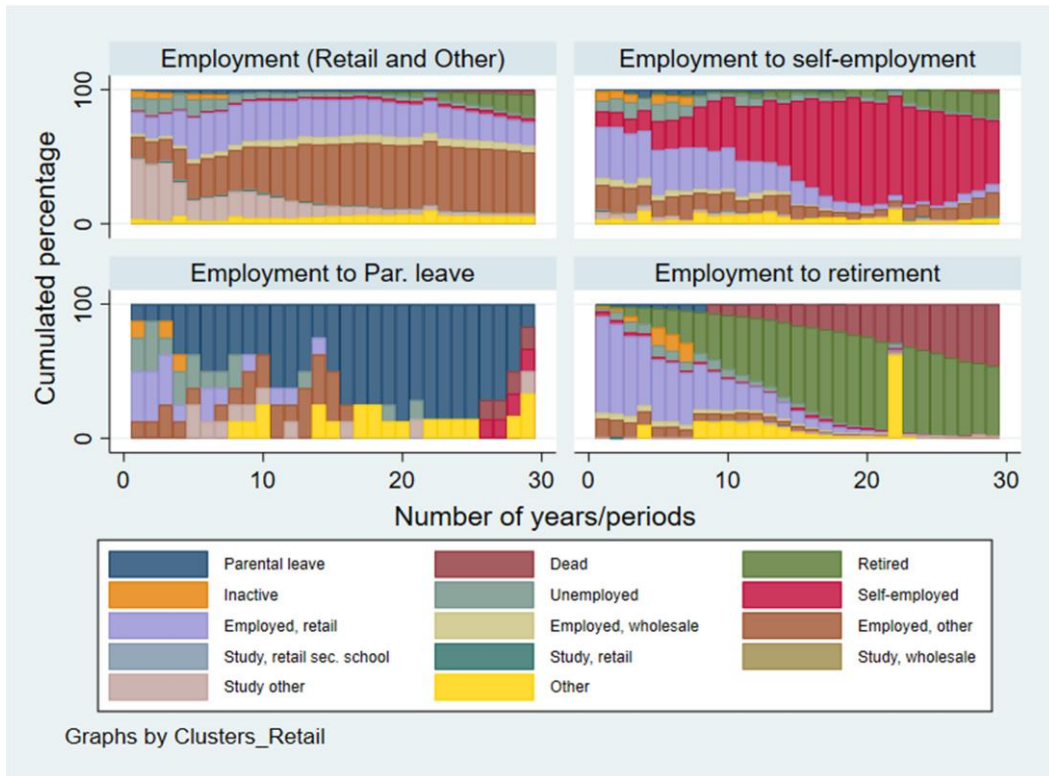 Employment (Retail and Other)
Employment to self-employment
100
0
Employment to Par. leave
Employment to retirement
100
0
Cumulated percentage
0 10 20 30 0 10 20 30
Number of years/periods
Parental leave Dead Retired
Inactive Unemployed Self-employed
Employed, retail Employed, wholesale Employed, other
Study, retail sec. school Study, retail Study, wholesale
Study other Other
Graphs by Clusters_Retail